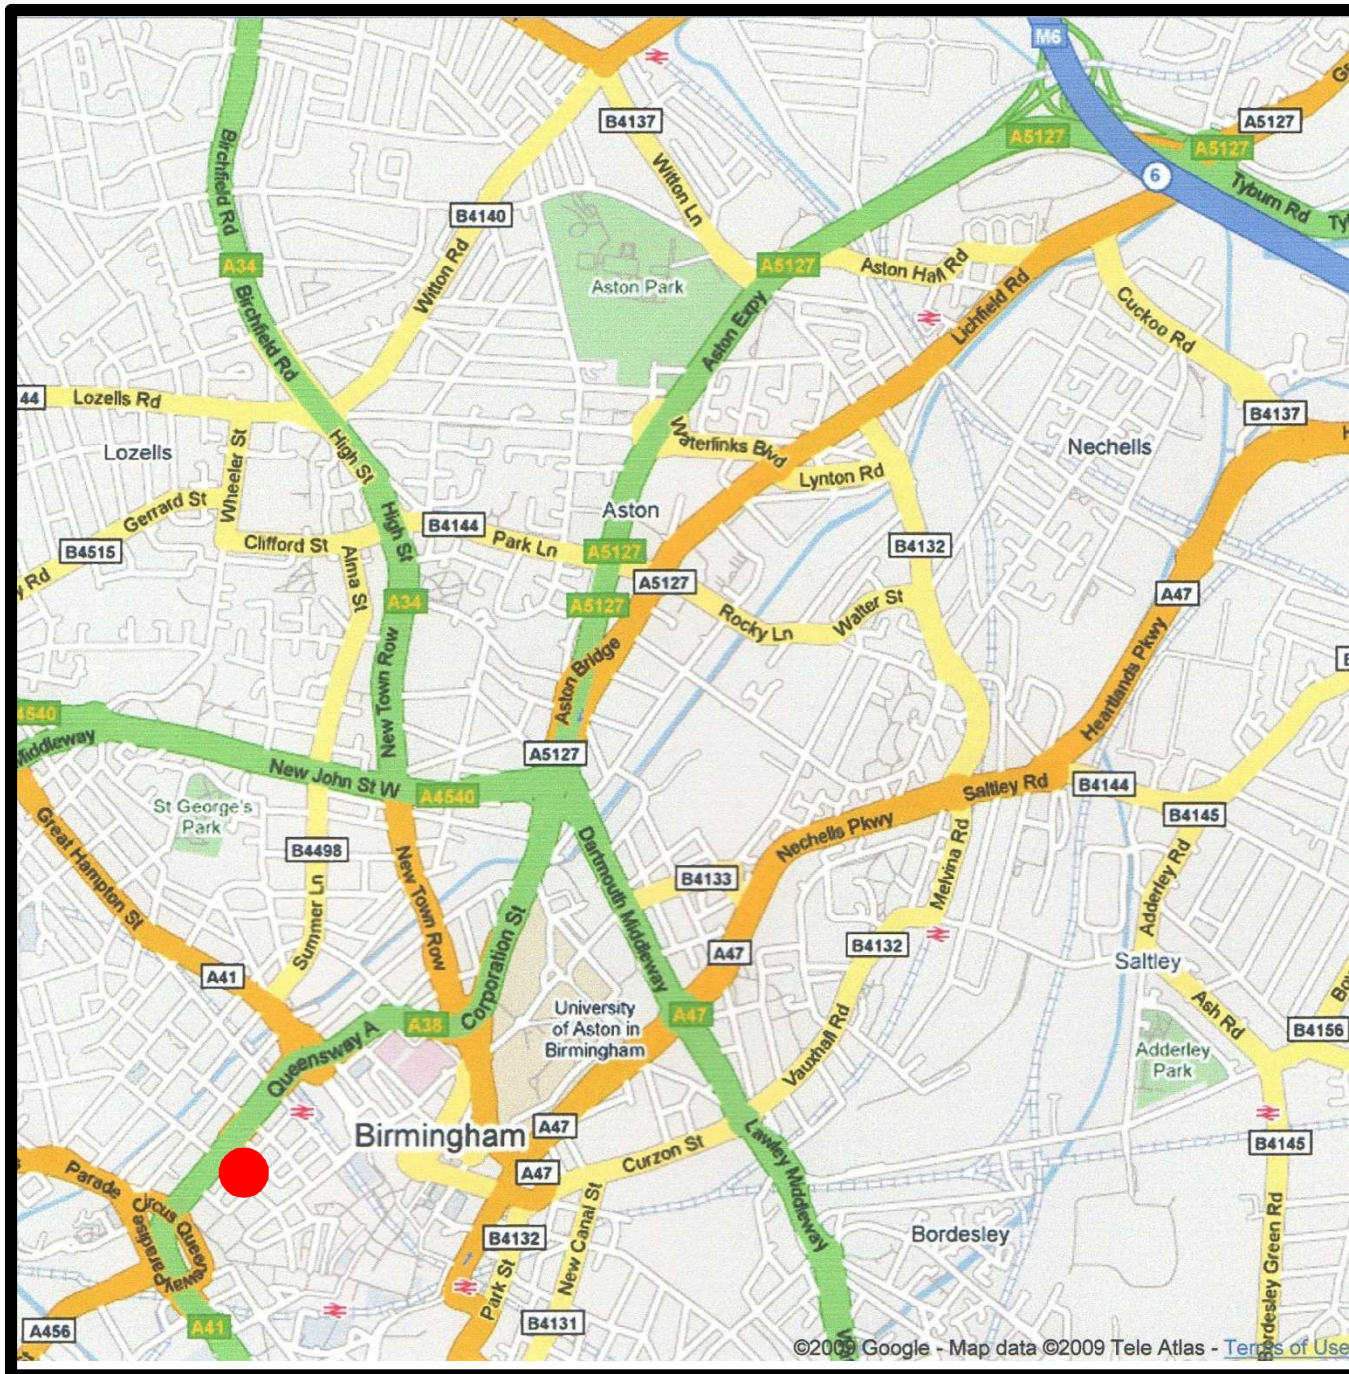 M6
A5127
B4137
A5127
A5127
6
Birchfield Rd
Witton Ln
Tyburn Rd
B4140
A34
Witton Rd
Aston Park
A5127
Aston Hall Rd
Birchfield Rd
Aston Expy
Lichfield Rd
Cuckoo Rd
44
Lozells Rd
B4137
Wheeler St
High St
Waterlinks Blvd
Nechells
Lozells
Lynton Rd
Gerrard St
High St
Aston
B4144
B4515
Clifford St
Alma St
Park Ln
A5127
B4132
y Rd
A5127
A34
A5127
Rocky Ln
Walter St
A47
New Town Row
Aston Bridge
Heartlands Pkwy
4540
Middleway
A5127
New John St W
A4540
Saltley Rd
B4144
St George's
Park
B4145
Great Hampton St
B4498
New Town Row
Dartmouth Middleway
Nechells Pkwy
Melvina Rd
Adderley Rd
B4133
Summer Ln
Corporation St
B4132
A47
Saltley
A41
University
of Aston in
Birmingham
A47
Vauxhall Rd
Ash Rd
A38
B4156
Queensway A
Adderley
Park
Birmingham
A47
Lawley Middleway
B4145
Curzon St
A47
Parade
Paradise Circus Queensway
New Canal St
B4132
Bordesley
Park St
Bordesley Green Rd
A456
A41
B4131
©2009 Google - Map data ©2009 Tele Atlas - Terms of Use